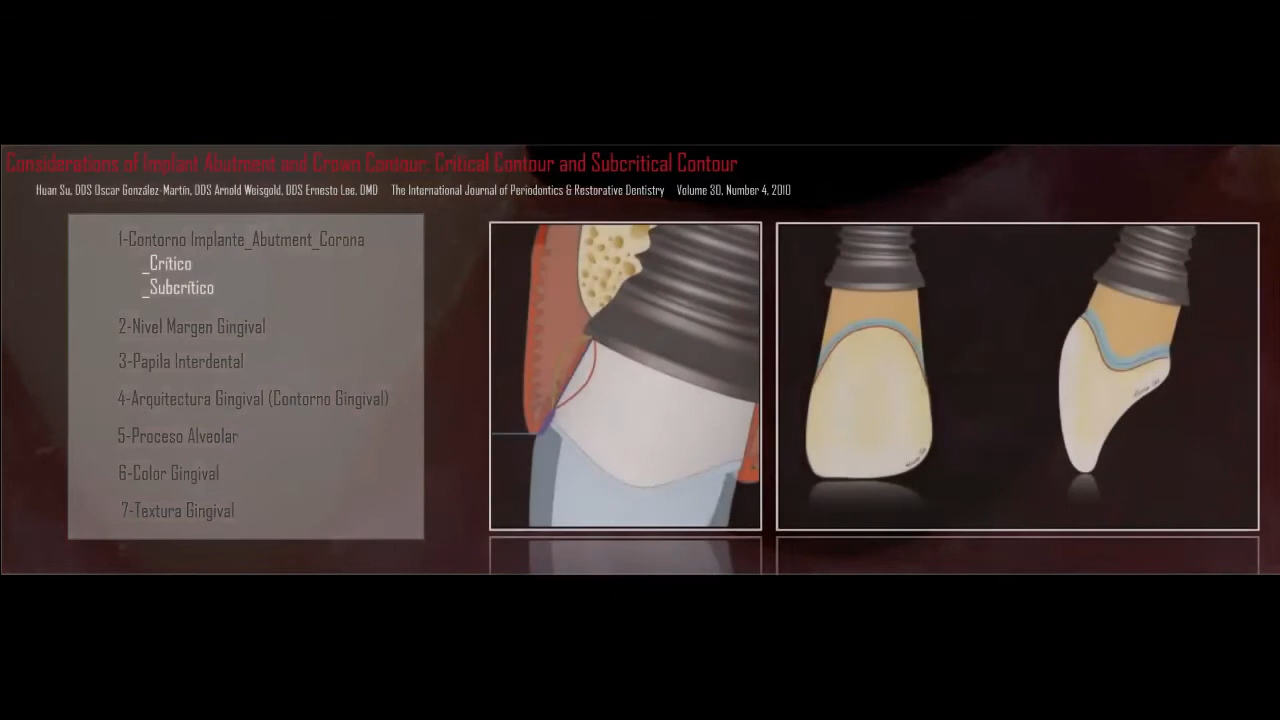 Considerations of Implant Abutment and Crown Contour: Critical Contour and Subcritical Contour
Huan Su, DDS Oscar González-Martín, DDS Arnold Weisgold, DDS Ernesto Lee, DMD The International Journal of Periodontics & Restorative Dentistry Volume 30, Number 4, 2010
1-Contorno Implante_Abutment_Corona
_Crítico
_Subcrítico
2-Nivel Margen Gingival
3-Papila Interdental
4-Arquitectura Gingival (Contorno Gingival)
5-Proceso Alveolar
6-Color Gingival
7-Textura Gingival